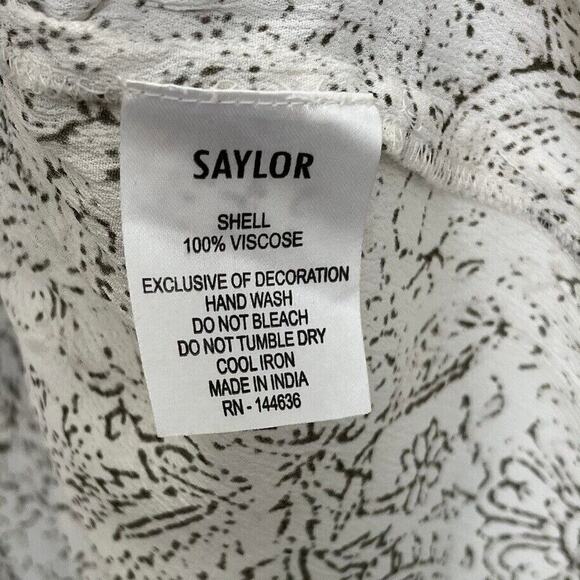 SAYLOR
SHELL
100% VISCOSE
EXCLUSIVE OF DECORATION
HAND WASH
DO NOT BLEACH
DO NOT TUMBLE DRY
COOL IRON
MADE IN INDIA
RN - 144636